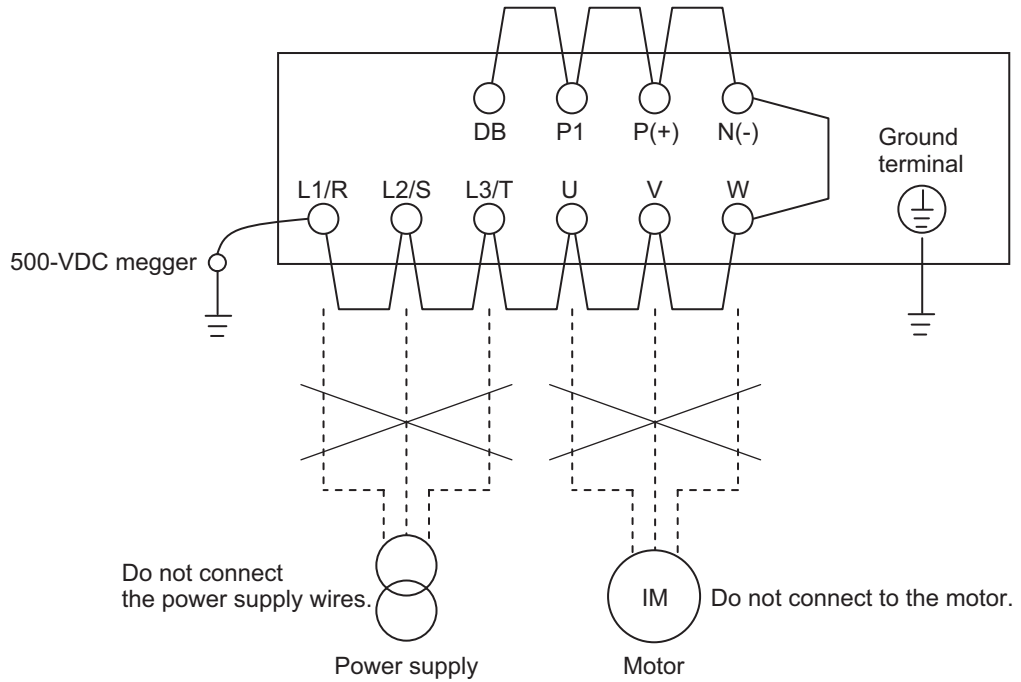 DB
P1
P(+)
N(-)
Ground
terminal
L1/R
L2/S
L3/T
U
V
W
500-VDC megger
Do not connect
the power supply wires.
IM
Do not connect to the motor.
Power supply
Motor